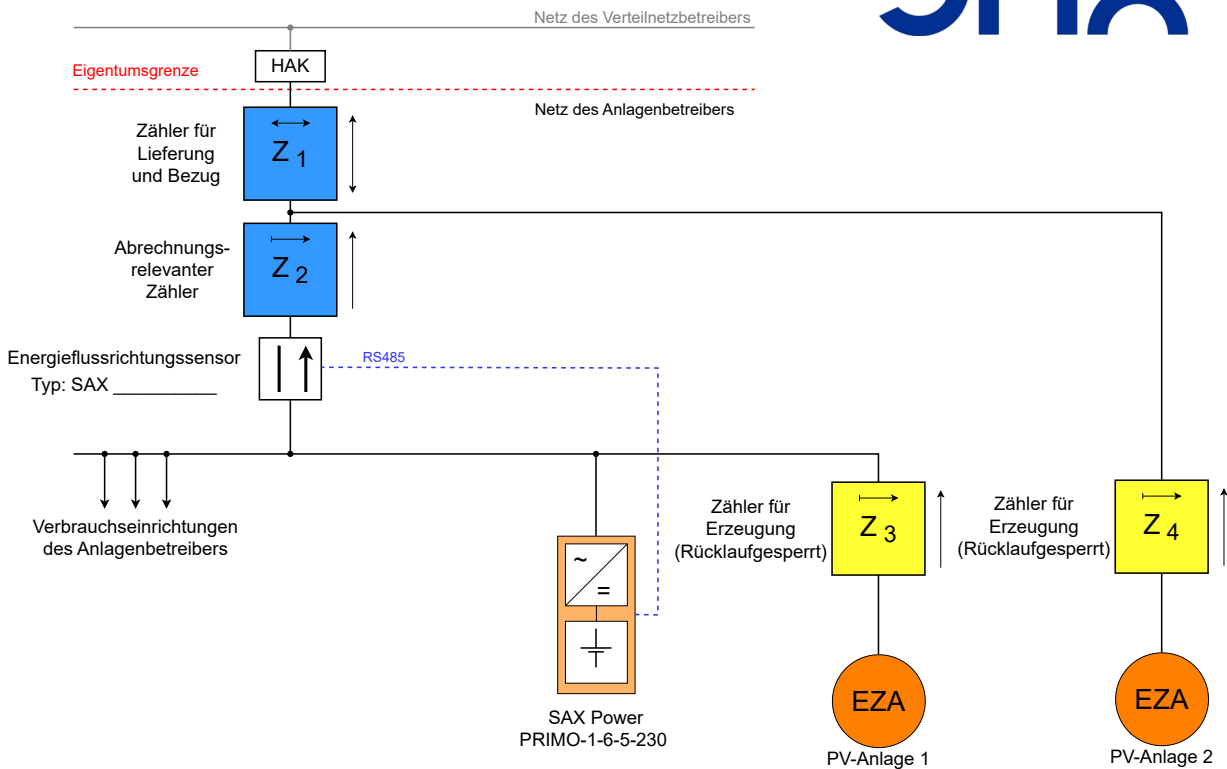 Netz des Verteilnetzbetreibers
HAK
Eigentumsgrenze
Netz des Anlagenbetreibers
Zähler für
Lieferung
und Bezug
Z 1
Abrechnungs-
relevanter
Zähler
Z 2
Energieflussrichtungssensor
Typ: SAX __________
RS485
Verbrauchseinrichtungen
des Anlagenbetreibers
~
=
SAX Power
PRIMO-1-6-5-230
Zähler für
Erzeugung
(Rücklaufgesperrt)
Z 3
EZA
PV-Anlage 1
Zähler für
Erzeugung
(Rücklaufgesperrt)
Z 4
EZA
PV-Anlage 2